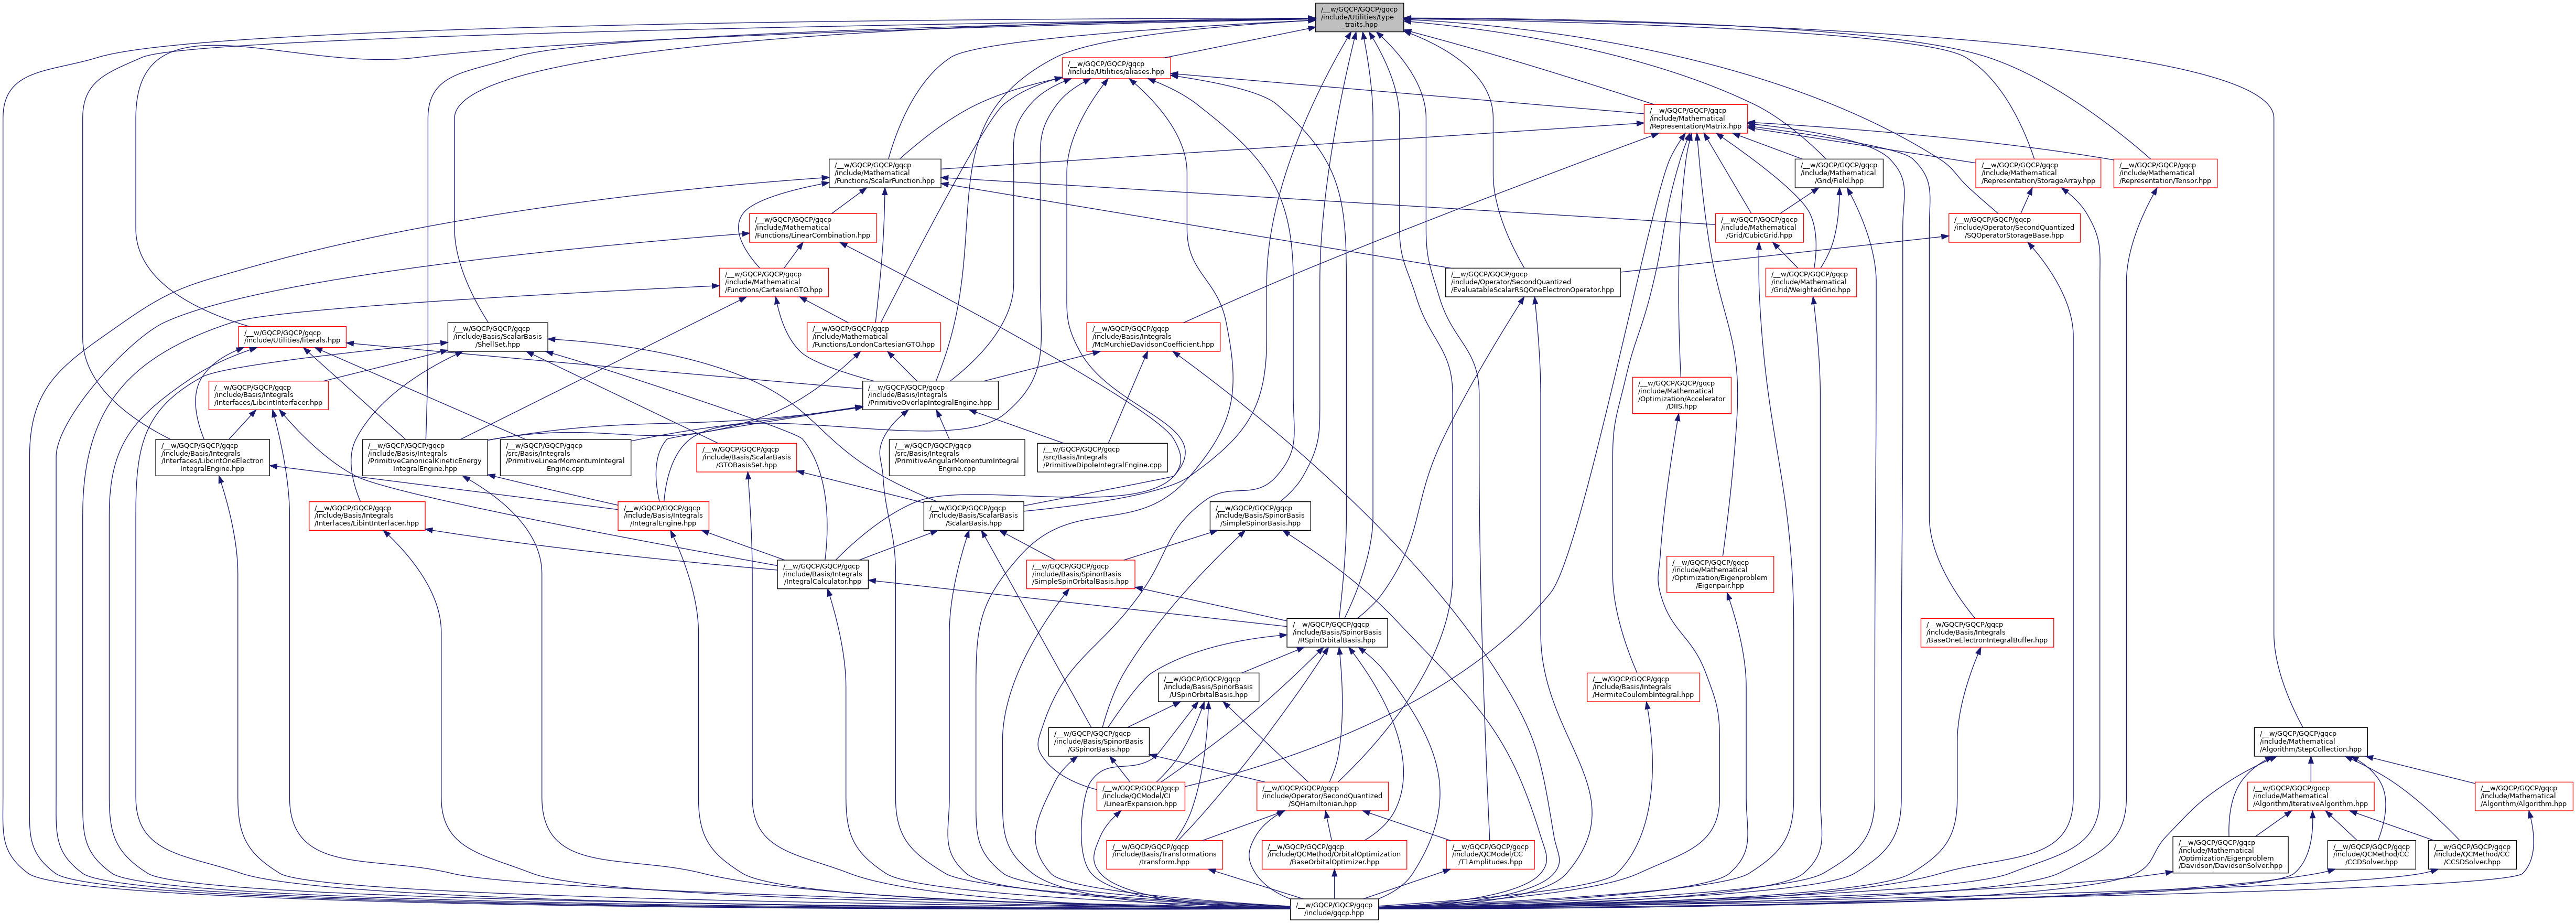 /__w/GQCP/GQCP/gqcp
/include/Utilities/type
_traits.hpp
/__w/GQCP/GQCP/gqcp
/include/Utilities/aliases.hpp
/__w/GQCP/GQCP/gqcp
/include/Mathematical
/Representation/Matrix.hpp
/__w/GQCP/GQCP/gqcp
/include/Mathematical
/Functions/ScalarFunction.hpp
/__w/GQCP/GQCP/gqcp
/include/Mathematical
/Grid/Field.hpp
/__w/GQCP/GQCP/gqcp
/include/Mathematical
/Representation/StorageArray.hpp
/__w/GQCP/GQCP/gqcp
/include/Mathematical
/Representation/Tensor.hpp
/__w/GQCP/GQCP/gqcp
/include/Mathematical
/Functions/LinearCombination.hpp
/__w/GQCP/GQCP/gqcp
/include/Mathematical
/Grid/CubicGrid.hpp
/__w/GQCP/GQCP/gqcp
/include/Operator/SecondQuantized
/SQOperatorStorageBase.hpp
/__w/GQCP/GQCP/gqcp
/include/Mathematical
/Functions/CartesianGTO.hpp
/__w/GQCP/GQCP/gqcp
/include/Operator/SecondQuantized
/EvaluatableScalarRSQOneElectronOperator.hpp
/__w/GQCP/GQCP/gqcp
/include/Mathematical
/Grid/WeightedGrid.hpp
/__w/GQCP/GQCP/gqcp
/include/Utilities/literals.hpp
/__w/GQCP/GQCP/gqcp
/include/Basis/ScalarBasis
/ShellSet.hpp
/__w/GQCP/GQCP/gqcp
/include/Mathematical
/Functions/LondonCartesianGTO.hpp
/__w/GQCP/GQCP/gqcp
/include/Basis/Integrals
/McMurchieDavidsonCoefficient.hpp
/__w/GQCP/GQCP/gqcp
/include/Basis/Integrals
/Interfaces/LibcintInterfacer.hpp
/__w/GQCP/GQCP/gqcp
/include/Basis/Integrals
/PrimitiveOverlapIntegralEngine.hpp
/__w/GQCP/GQCP/gqcp
/include/Mathematical
/Optimization/Accelerator
/DIIS.hpp
/__w/GQCP/GQCP/gqcp
/include/Basis/Integrals
/Interfaces/LibcintOneElectron
IntegralEngine.hpp
/__w/GQCP/GQCP/gqcp
/include/Basis/Integrals
/PrimitiveCanonicalKineticEnergy
IntegralEngine.hpp
/__w/GQCP/GQCP/gqcp
/src/Basis/Integrals
/PrimitiveLinearMomentumIntegral
Engine.cpp
/__w/GQCP/GQCP/gqcp
/include/Basis/ScalarBasis
/GTOBasisSet.hpp
/__w/GQCP/GQCP/gqcp
/src/Basis/Integrals
/PrimitiveAngularMomentumIntegral
Engine.cpp
/__w/GQCP/GQCP/gqcp
/src/Basis/Integrals
/PrimitiveDipoleIntegralEngine.cpp
/__w/GQCP/GQCP/gqcp
/include/Basis/Integrals
/Interfaces/LibintInterfacer.hpp
/__w/GQCP/GQCP/gqcp
/include/Basis/Integrals
/IntegralEngine.hpp
/__w/GQCP/GQCP/gqcp
/include/Basis/ScalarBasis
/ScalarBasis.hpp
/__w/GQCP/GQCP/gqcp
/include/Basis/SpinorBasis
/SimpleSpinorBasis.hpp
/__w/GQCP/GQCP/gqcp
/include/Basis/Integrals
/IntegralCalculator.hpp
/__w/GQCP/GQCP/gqcp
/include/Basis/SpinorBasis
/SimpleSpinOrbitalBasis.hpp
/__w/GQCP/GQCP/gqcp
/include/Mathematical
/Optimization/Eigenproblem
/Eigenpair.hpp
/__w/GQCP/GQCP/gqcp
/include/Basis/SpinorBasis
/RSpinOrbitalBasis.hpp
/__w/GQCP/GQCP/gqcp
/include/Basis/Integrals
/BaseOneElectronIntegralBuffer.hpp
/__w/GQCP/GQCP/gqcp
/include/Basis/SpinorBasis
/USpinOrbitalBasis.hpp
/__w/GQCP/GQCP/gqcp
/include/Basis/Integrals
/HermiteCoulombIntegral.hpp
/__w/GQCP/GQCP/gqcp
/include/Basis/SpinorBasis
/GSpinorBasis.hpp
/__w/GQCP/GQCP/gqcp
/include/Mathematical
/Algorithm/StepCollection.hpp
/__w/GQCP/GQCP/gqcp
/include/QCModel/CI
/LinearExpansion.hpp
/__w/GQCP/GQCP/gqcp
/include/Operator/SecondQuantized
/SQHamiltonian.hpp
/__w/GQCP/GQCP/gqcp
/include/Mathematical
/Algorithm/IterativeAlgorithm.hpp
/__w/GQCP/GQCP/gqcp
/include/Mathematical
/Algorithm/Algorithm.hpp
/__w/GQCP/GQCP/gqcp
/include/Basis/Transformations
/transform.hpp
/__w/GQCP/GQCP/gqcp
/include/QCMethod/OrbitalOptimization
/BaseOrbitalOptimizer.hpp
/__w/GQCP/GQCP/gqcp
/include/QCModel/CC
/T1Amplitudes.hpp
/__w/GQCP/GQCP/gqcp
/include/Mathematical
/Optimization/Eigenproblem
/Davidson/DavidsonSolver.hpp
/__w/GQCP/GQCP/gqcp
/include/QCMethod/CC
/CCDSolver.hpp
/__w/GQCP/GQCP/gqcp
/include/QCMethod/CC
/CCSDSolver.hpp
/__w/GQCP/GQCP/gqcp
/include/gqcp.hpp